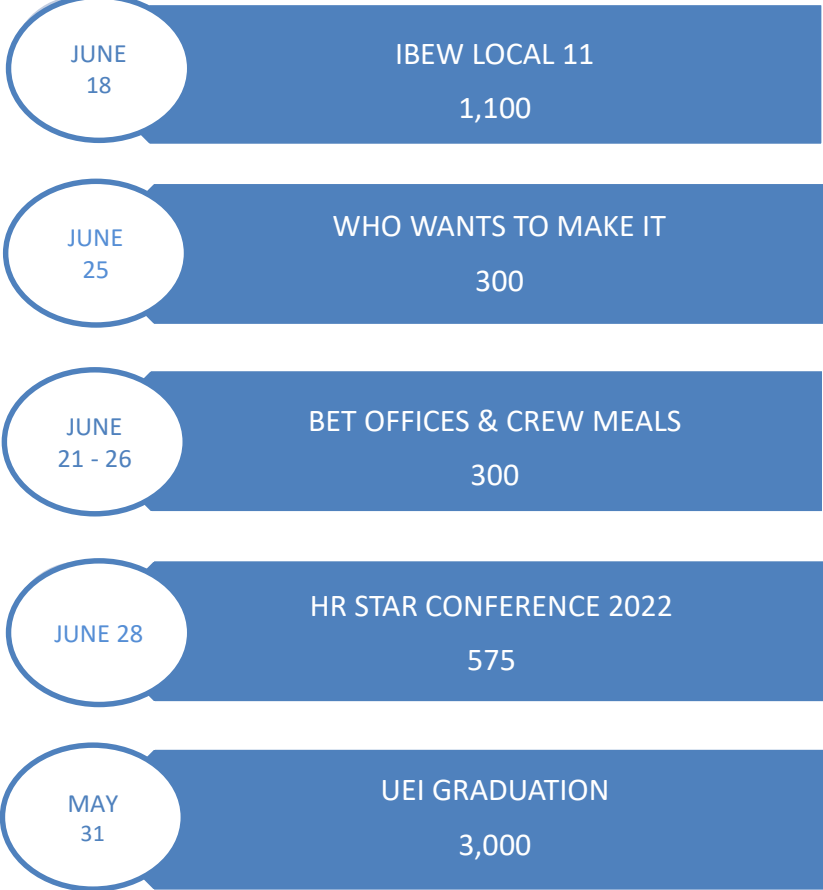 JUNE
18
IBEW LOCAL 11
1,100
JUNE
25
WHO WANTS TO MAKE IT
300
JUNE
21 - 26
BET OFFICES & CREW MEALS
300
JUNE 28
HR STAR CONFERENCE 2022
575
MAY
31
UEI GRADUATION
3,000